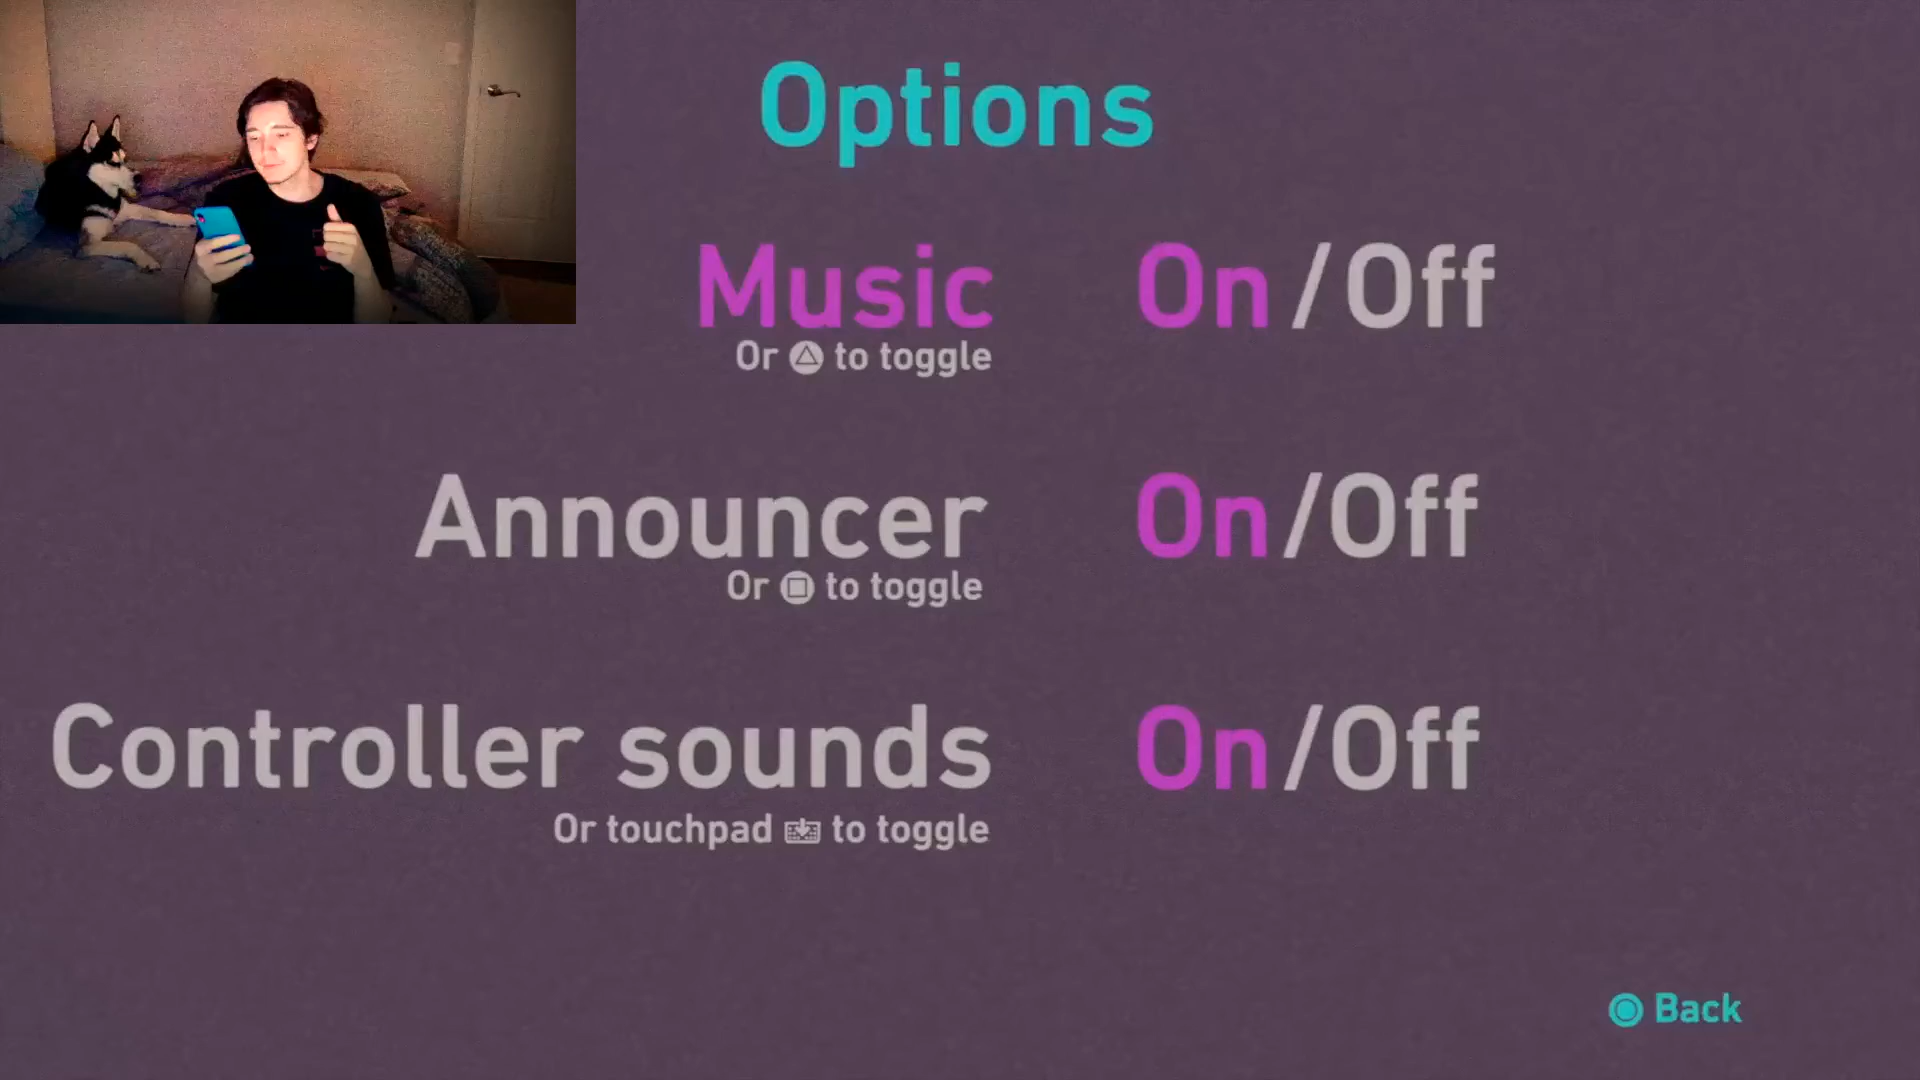 Options
Music On/Off
Or △ to toggle
Announcer On/Off
Or □ to toggle
Controller sounds On/Off
Or touchpad to toggle
Back